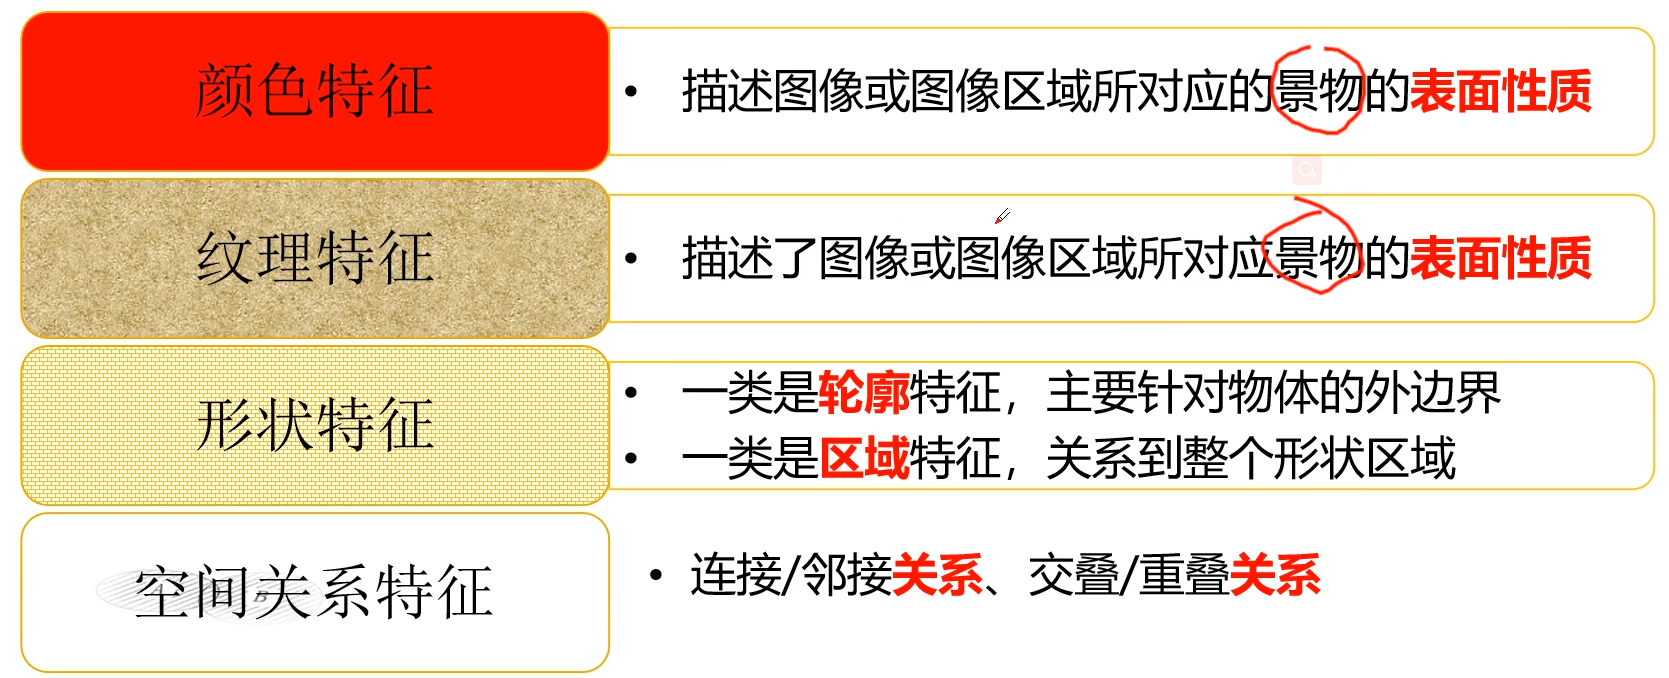 颜色特征
• 描述图像或图像区域所对应的景物的表面性质
纹理特征
• 描述了图像或图像区域所对应景物的表面性质
形状特征
• 一类是轮廓特征，主要针对物体的外边界
• 一类是区域特征，关系到整个形状区域
空间关系特征
• 连接/邻接关系、交叠/重叠关系